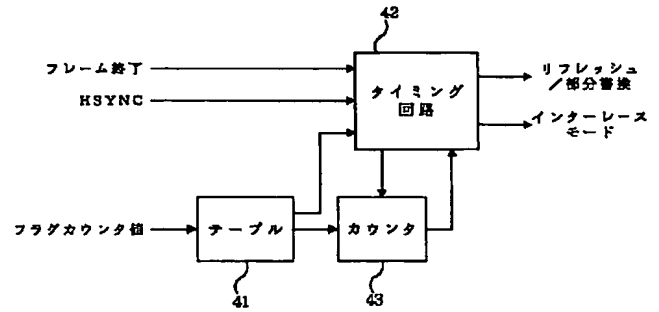 42
フレーム終了
HSYNC
タイミング
回路
リフレッシュ
/部分書換
インターレース
モード
フラグカウンタ値
テーブル
カウンタ
41
43